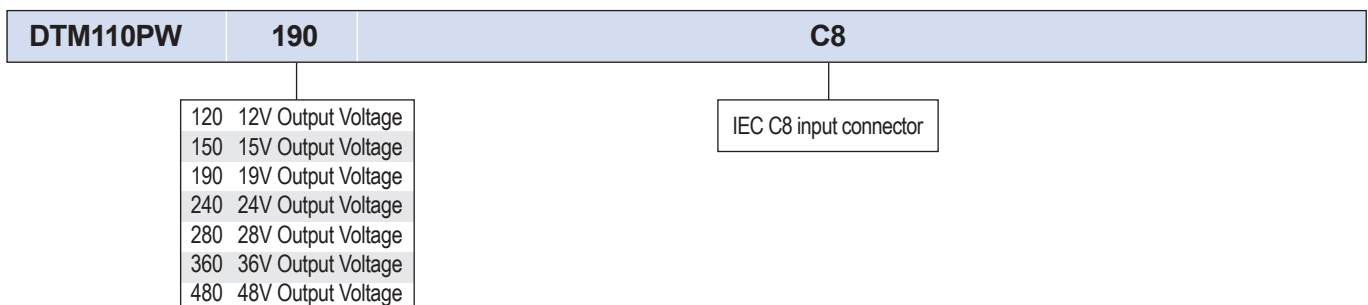 DTM110PW 190 C8
120 12V Output Voltage
150 15V Output Voltage
190 19V Output Voltage
240 24V Output Voltage
280 28V Output Voltage
360 36V Output Voltage
480 48V Output Voltage
IEC C8 input connector